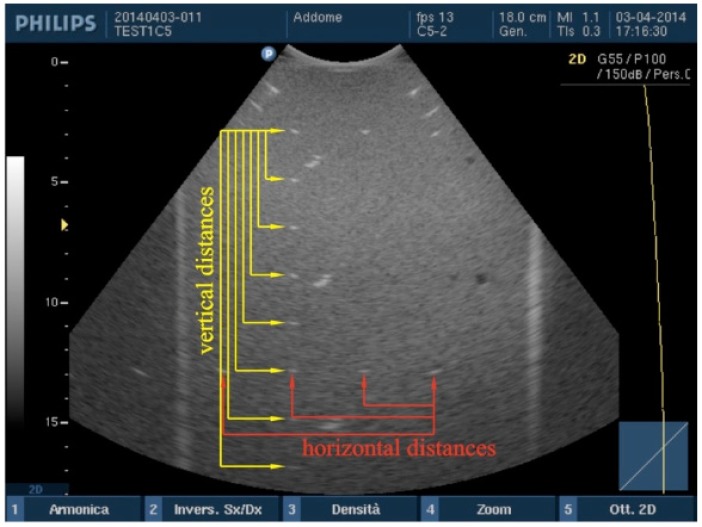 PHILIPS
20140403-011
TEST1C5
Addome
fps 13
C5-2
18.0 cm
Gen.
MI 1.1
TIs 0.3
03-04-2014
17:16:30
P
2D G55/P100
/150dB/Pers.C
0
5
10
15
vertical distances
horizontal distances
2D
1 Armonica
2 Invers. Sx/Dx
3 Densità
4 Zoom
5 Ott. 2D